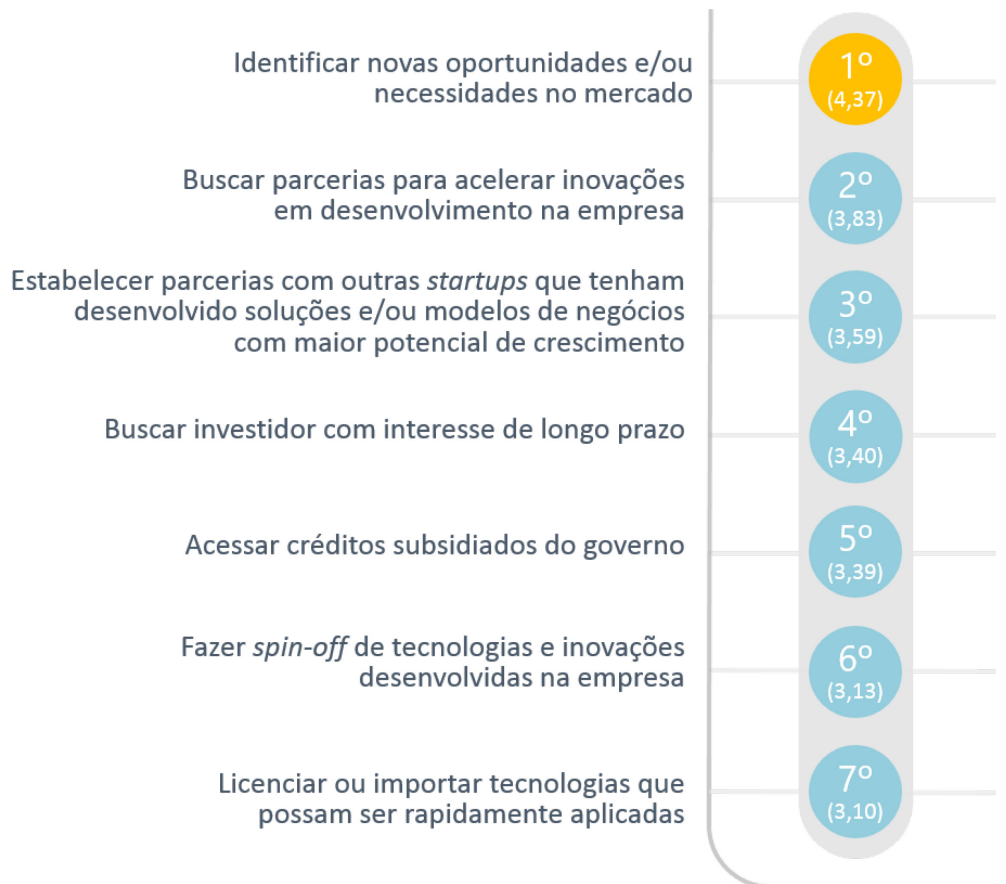 Identificar novas oportunidades e/ou
necessidades no mercado
1º
(4,37)
Buscar parcerias para acelerar inovações
em desenvolvimento na empresa
2º
(3,83)
Estabelecer parcerias com outras startups que tenham
desenvolvido soluções e/ou modelos de negócios
com maior potencial de crescimento
3º
(3,59)
Buscar investidor com interesse de longo prazo
4º
(3,40)
Acessar créditos subsidiados do governo
5º
(3,39)
Fazer spin-off de tecnologias e inovações
desenvolvidas na empresa
6º
(3,13)
Licenciar ou importar tecnologias que
possam ser rapidamente aplicadas
7º
(3,10)